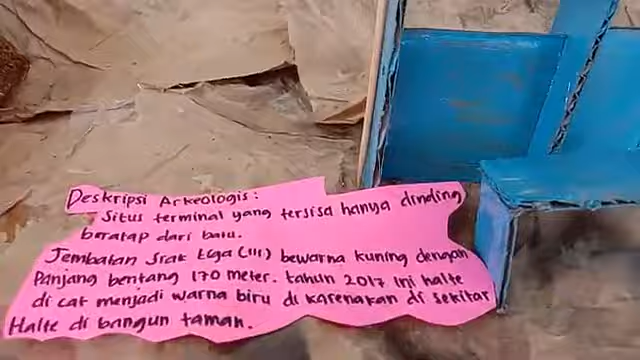 Deskripsi Arkeologis:
Situs terminal yang tersisa hanya dinding
beratap dari batu.
Jembatan Siak Lega (III) bewarna kuning dengan
Panjang bentang 170 meter. tahun 2017 ini halte
di cat menjadi warna biru di karenakan di sekitar
Halte di bangun taman.